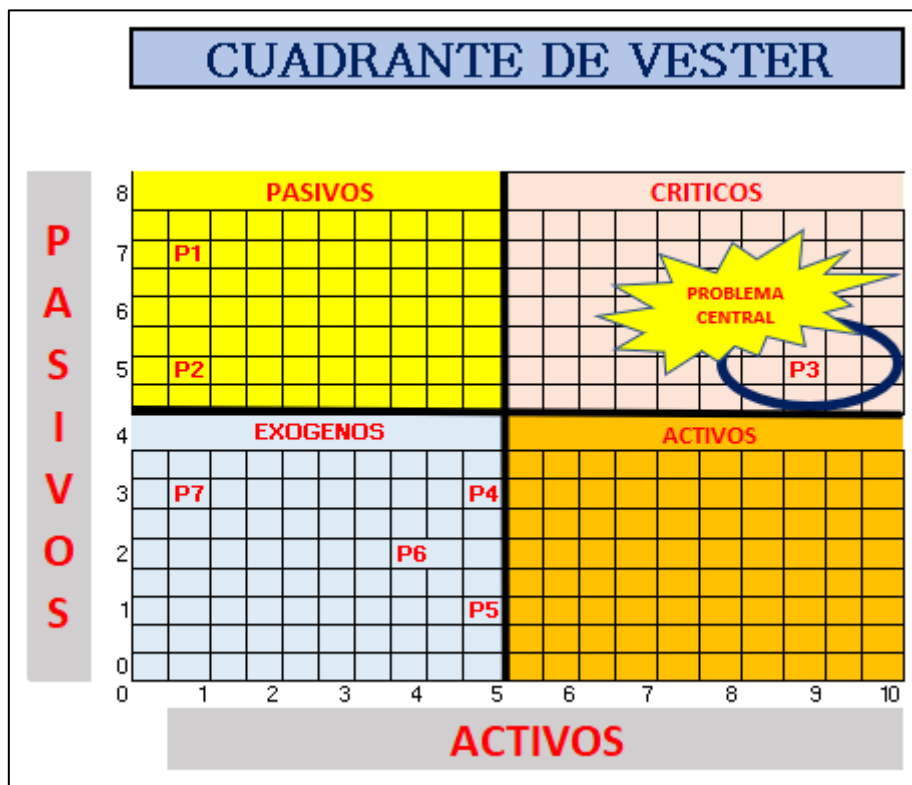 CUADRANTE DE VESTER
PASIVOS
8
PASIVOS
CRITICOS
7
P1
PROBLEMA
CENTRAL
6
5
P2
P3
4
EXOGENOS
ACTIVOS
3
P7
P4
2
P6
1
P5
0
0 1 2 3 4 5 6 7 8 9 10
ACTIVOS